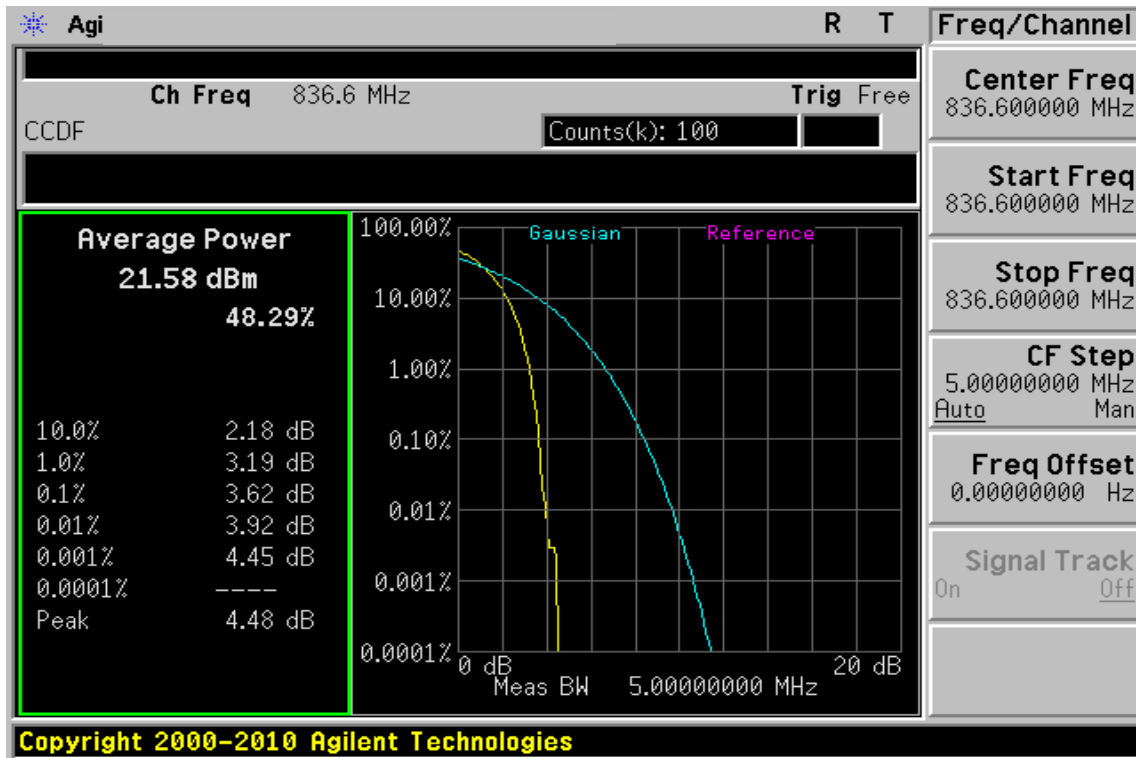 Agi R T
Ch Freq 836.6 MHz Trig Free
CCDF Counts(k): 100
Average Power
21.58 dBm
48.29%
10.0% 2.18 dB
1.0% 3.19 dB
0.1% 3.62 dB
0.01% 3.92 dB
0.001% 4.45 dB
0.0001% ----
Peak 4.48 dB
100.00%
Gaussian Reference
10.00%
1.00%
0.10%
0.01%
0.001%
0.0001%
0 dB 20 dB
Meas BW 5.00000000 MHz
Freq/Channel
Center Freq
836.600000 MHz
Start Freq
836.600000 MHz
Stop Freq
836.600000 MHz
CF Step
5.00000000 MHz
Auto Man
Freq Offset
0.00000000 Hz
Signal Track
On Off
Copyright 2000-2010 Agilent Technologies